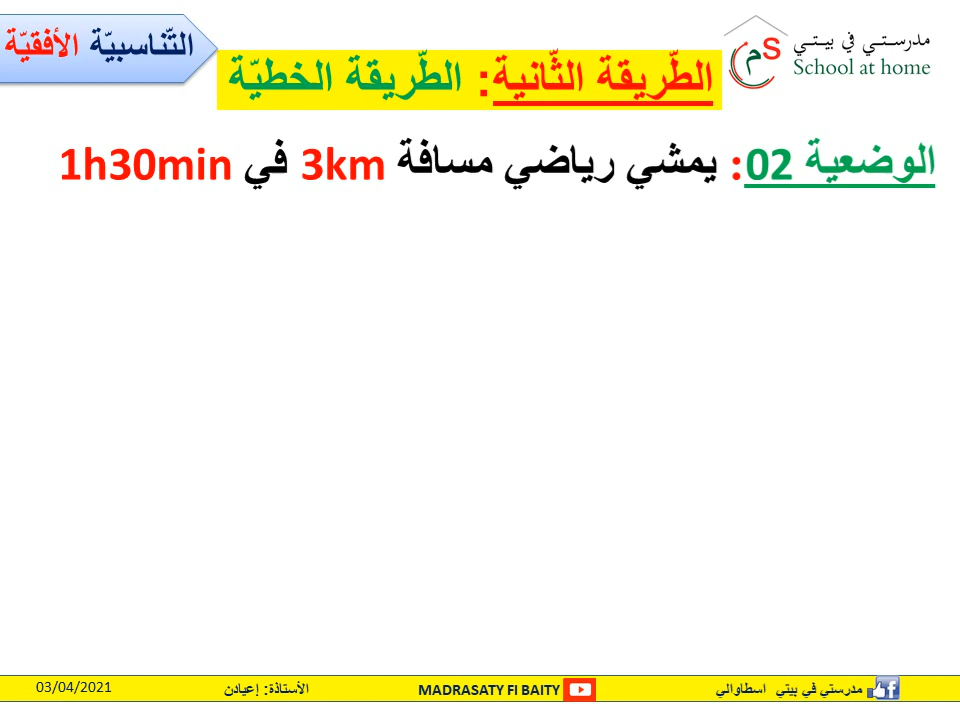 التّناسبيّة الأفقيّة
مدرستي في بيتي
School at home
مS
الطّريقة الثّانية: الطّريقة الخطيّة
الوضعية 02: يمشي رياضي مسافة 3km في 1h30min
مدرستي في بيتي اسطاوالي
MADRASATY FI BAITY
الأستاذة: إعيادن
03/04/2021